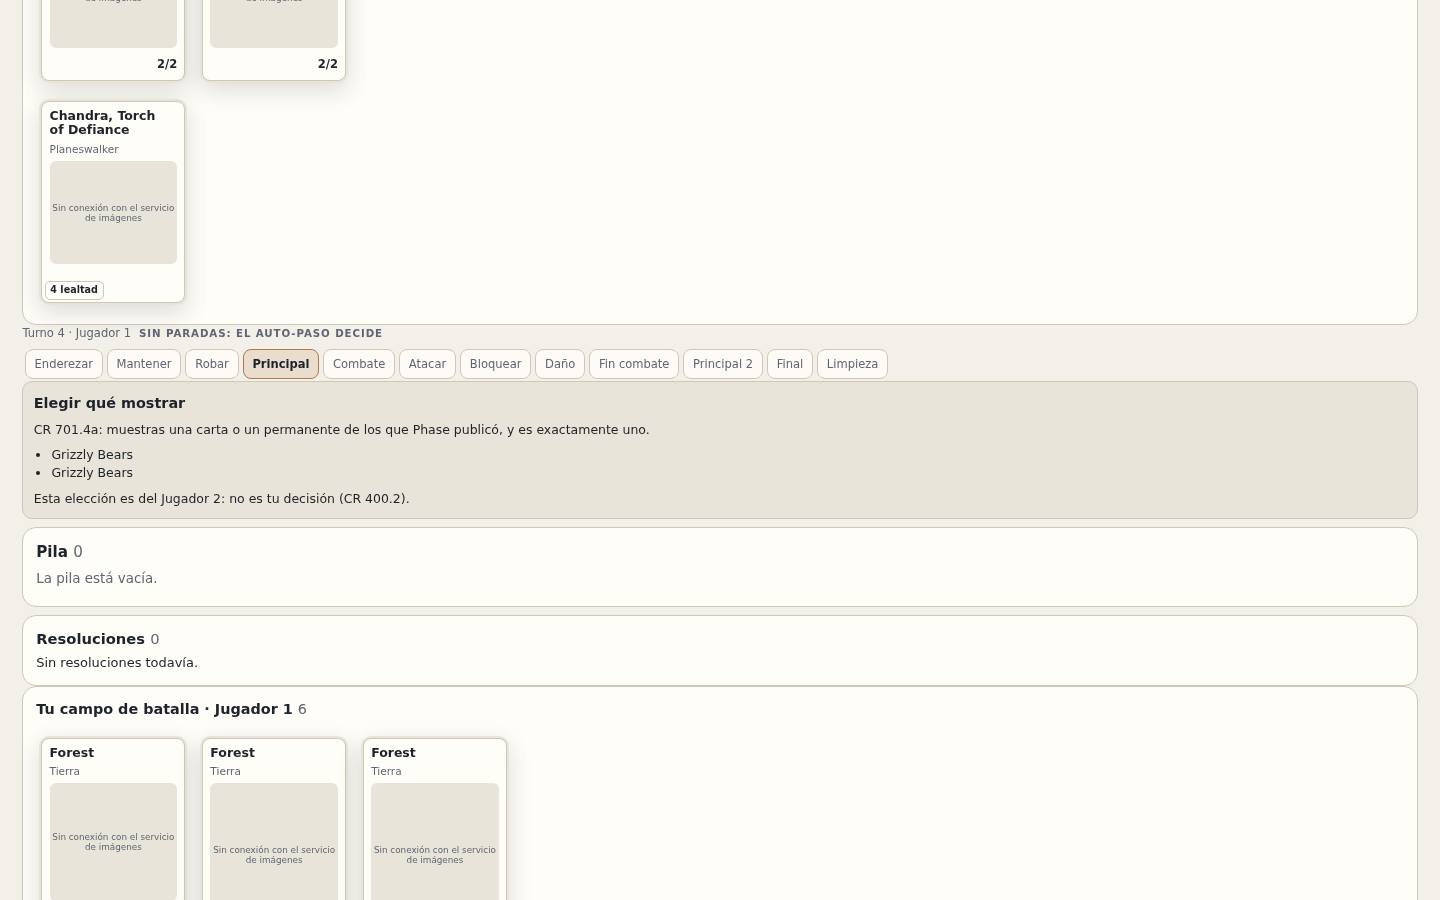 de imágenes
de imágenes
2/2
2/2
Chandra, Torch
of Defiance
Planeswalker
Sin conexión con el servicio
de imágenes
4 lealtad
Turno 4 · Jugador 1 SIN PARADAS: EL AUTO-PASO DECIDE
Enderezar Mantener Robar Principal Combate Atacar Bloquear Daño Fin combate Principal 2 Final Limpieza
Elegir qué mostrar
CR 701.4a: muestras una carta o un permanente de los que Phase publicó, y es exactamente uno.
• Grizzly Bears
• Grizzly Bears
Esta elección es del Jugador 2: no es tu decisión (CR 400.2).
Pila 0
La pila está vacía.
Resoluciones 0
Sin resoluciones todavía.
Tu campo de batalla · Jugador 1 6
Forest
Tierra
Sin conexión con el servicio
de imágenes
Forest
Tierra
Sin conexión con el servicio
de imágenes
Forest
Tierra
Sin conexión con el servicio
de imágenes